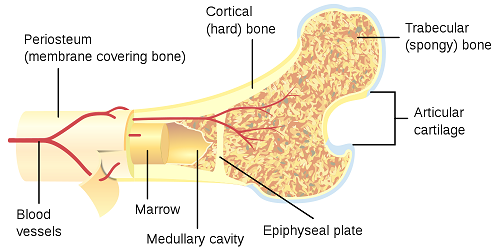 Cortical
(hard) bone
Trabecular
(spongy) bone
Periosteum
(membrane covering bone)
Articular
cartilage
Blood
vessels
Marrow
Medullary cavity
Epiphyseal plate